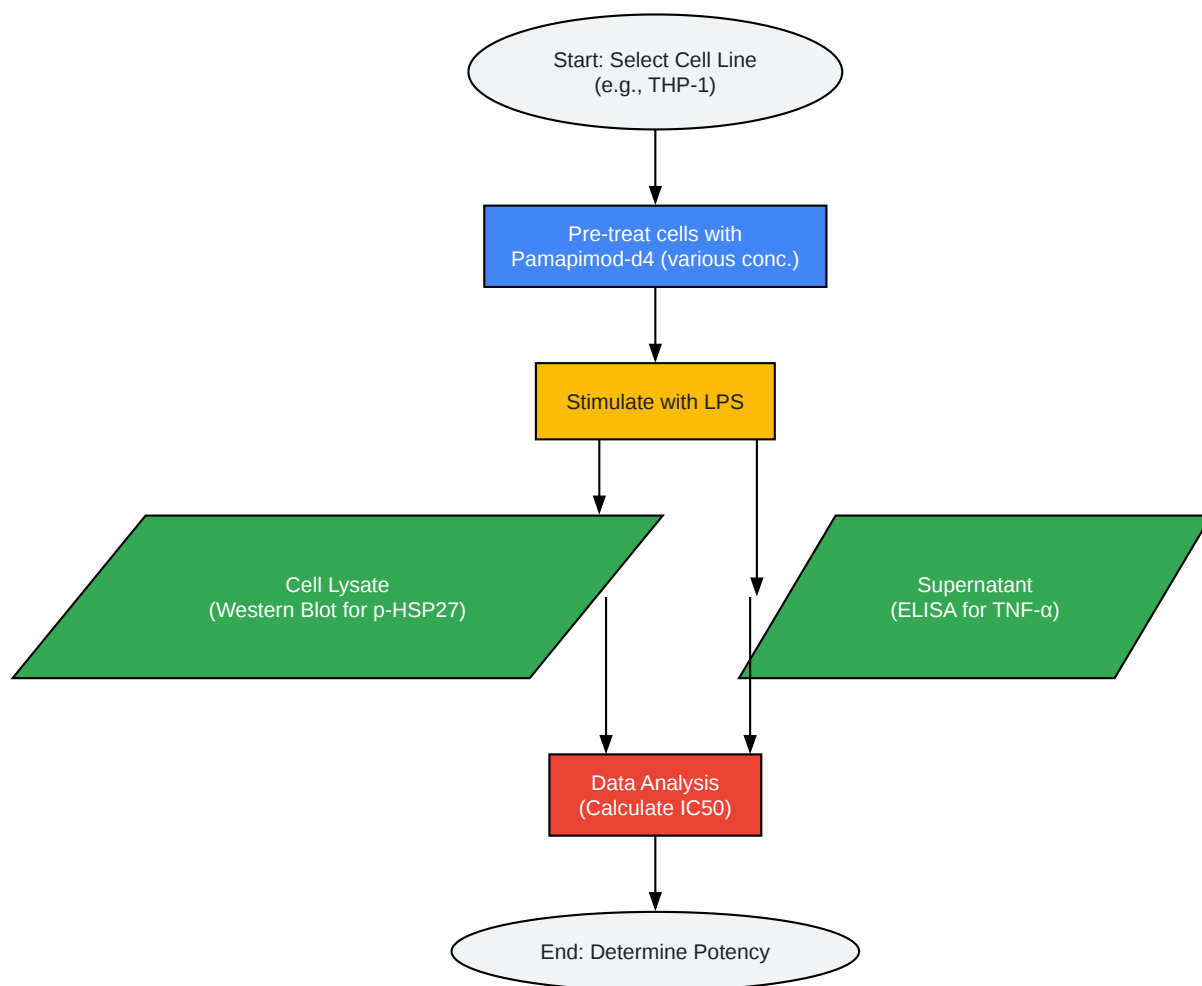 Start: Select Cell Line
(e.g., THP-1)
Pre-treat cells with
Pamapimod-d4 (various conc.)
Stimulate with LPS
Cell Lysate
(Western Blot for p-HSP27)
Supernatant
(ELISA for TNF-α)
Data Analysis
(Calculate IC50)
End: Determine Potency